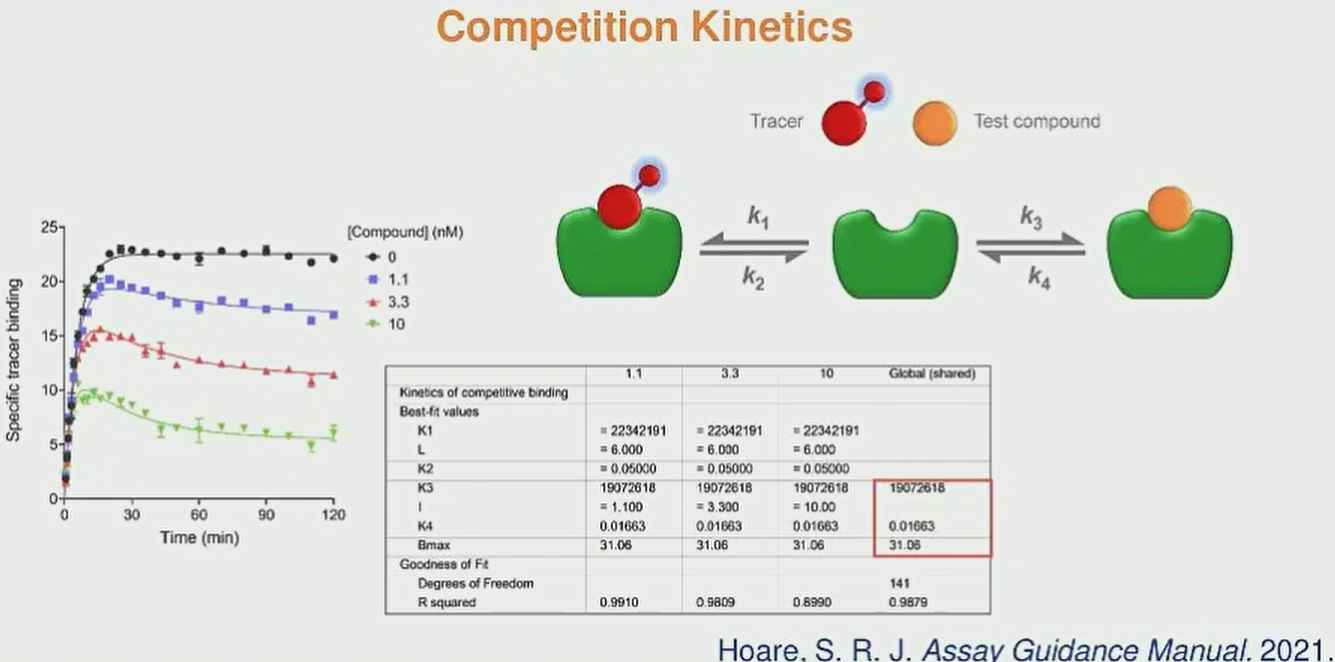 Competition Kinetics
Tracer
Test compound
k1
k2
k3
k4
Specific tracer binding
25
20
15
10
5
0
0 30 60 90 120
Time (min)
[Compound] (nM)
0
1.1
3.3
10
1.1 3.3 10 Global (shared)
Kinetics of competitive binding
Best-fit values
K1 = 22342191 = 22342191 = 22342191
L = 6.000 = 6.000 = 6.000
K2 = 0.05000 = 0.05000 = 0.05000
K3 19072618 19072618 19072618 19072618
I = 1.100 = 3.300 = 10.00
K4 0.01663 0.01663 0.01663 0.01663
Bmax 31.06 31.06 31.06 31.06
Goodness of Fit
Degrees of Freedom 141
R squared 0.9910 0.9809 0.8990 0.9879
Hoare, S. R. J. Assay Guidance Manual. 2021.